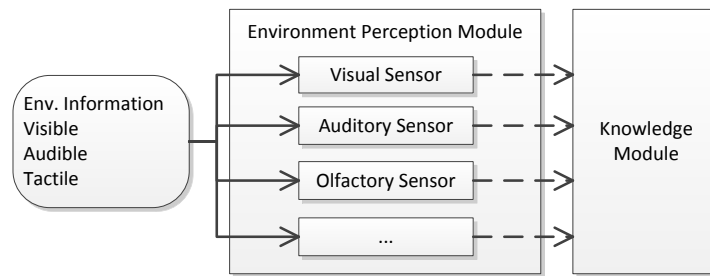 Env. Information
Visible
Audible
Tactile
Environment Perception Module
Visual Sensor
Auditory Sensor
Olfactory Sensor
...
Knowledge
Module